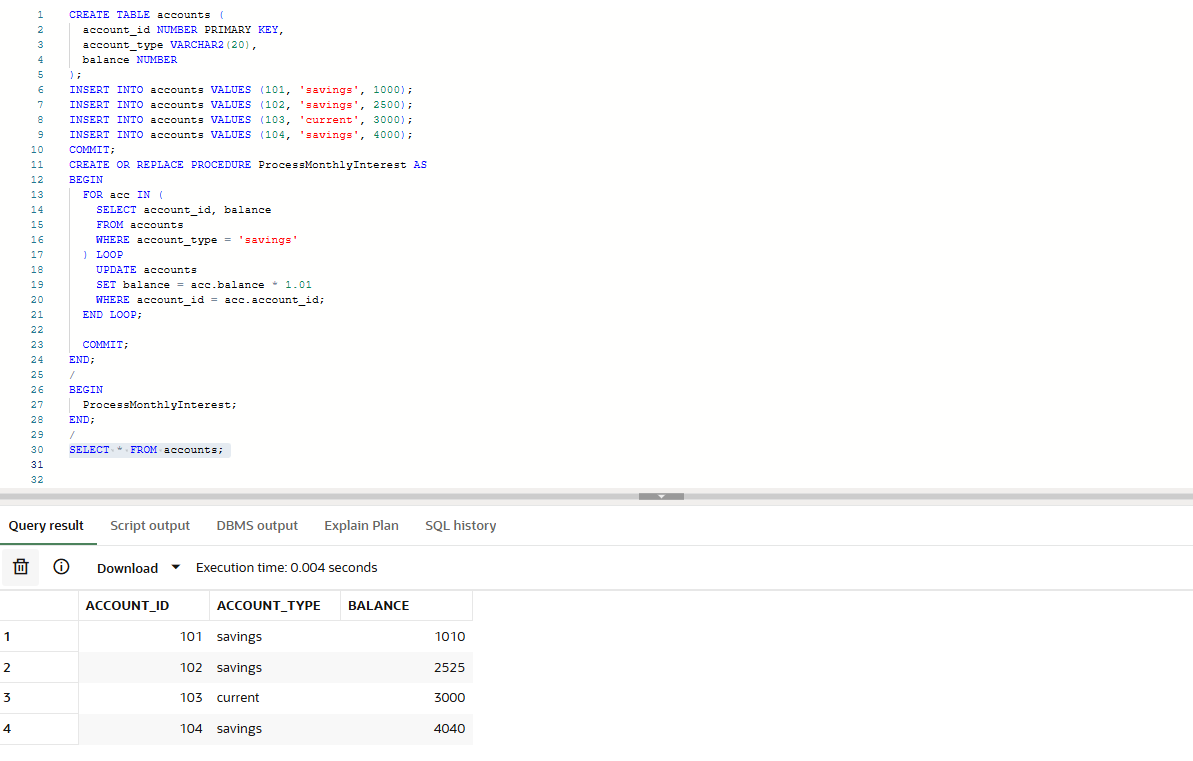 1 CREATE TABLE accounts (
2 account_id NUMBER PRIMARY KEY,
3 account_type VARCHAR2(20),
4 balance NUMBER
5 );
6 INSERT INTO accounts VALUES (101, 'savings', 1000);
7 INSERT INTO accounts VALUES (102, 'savings', 2500);
8 INSERT INTO accounts VALUES (103, 'current', 3000);
9 INSERT INTO accounts VALUES (104, 'savings', 4000);
10 COMMIT;
11 CREATE OR REPLACE PROCEDURE ProcessMonthlyInterest AS
12 BEGIN
13 FOR acc IN (
14 SELECT account_id, balance
15 FROM accounts
16 WHERE account_type = 'savings'
17 ) LOOP
18 UPDATE accounts
19 SET balance = acc.balance * 1.01
20 WHERE account_id = acc.account_id;
21 END LOOP;
22
23 COMMIT;
24 END;
25 /
26 BEGIN
27 ProcessMonthlyInterest;
28 END;
29 /
30 SELECT * FROM accounts;
31
32
Query result Script output DBMS output Explain Plan SQL history
Download Execution time: 0.004 seconds
ACCOUNT_ID ACCOUNT_TYPE BALANCE
1 101 savings 1010
2 102 savings 2525
3 103 current 3000
4 104 savings 4040